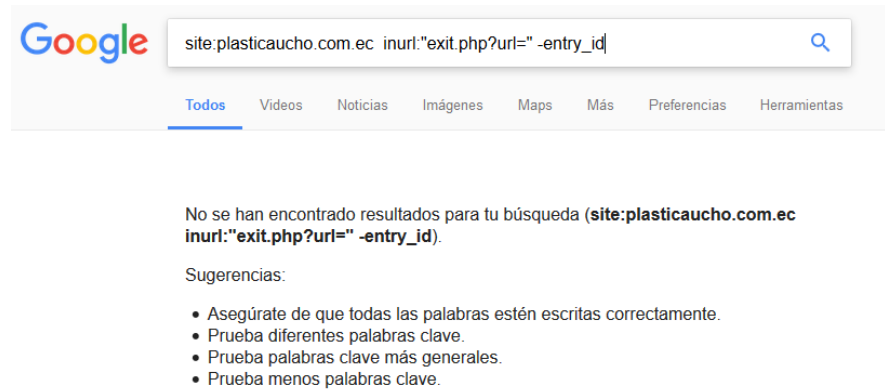 Google
site:plasticaucho.com.ec  inurl:"exit.php?url=" -entry_id
Todos Videos Noticias Imágenes Maps Más Preferencias Herramientas
No se han encontrado resultados para tu búsqueda (site:plasticaucho.com.ec
inurl:"exit.php?url=" -entry_id).
Sugerencias:
• Asegúrate de que todas las palabras estén escritas correctamente.
• Prueba diferentes palabras clave.
• Prueba palabras clave más generales.
• Prueba menos palabras clave.